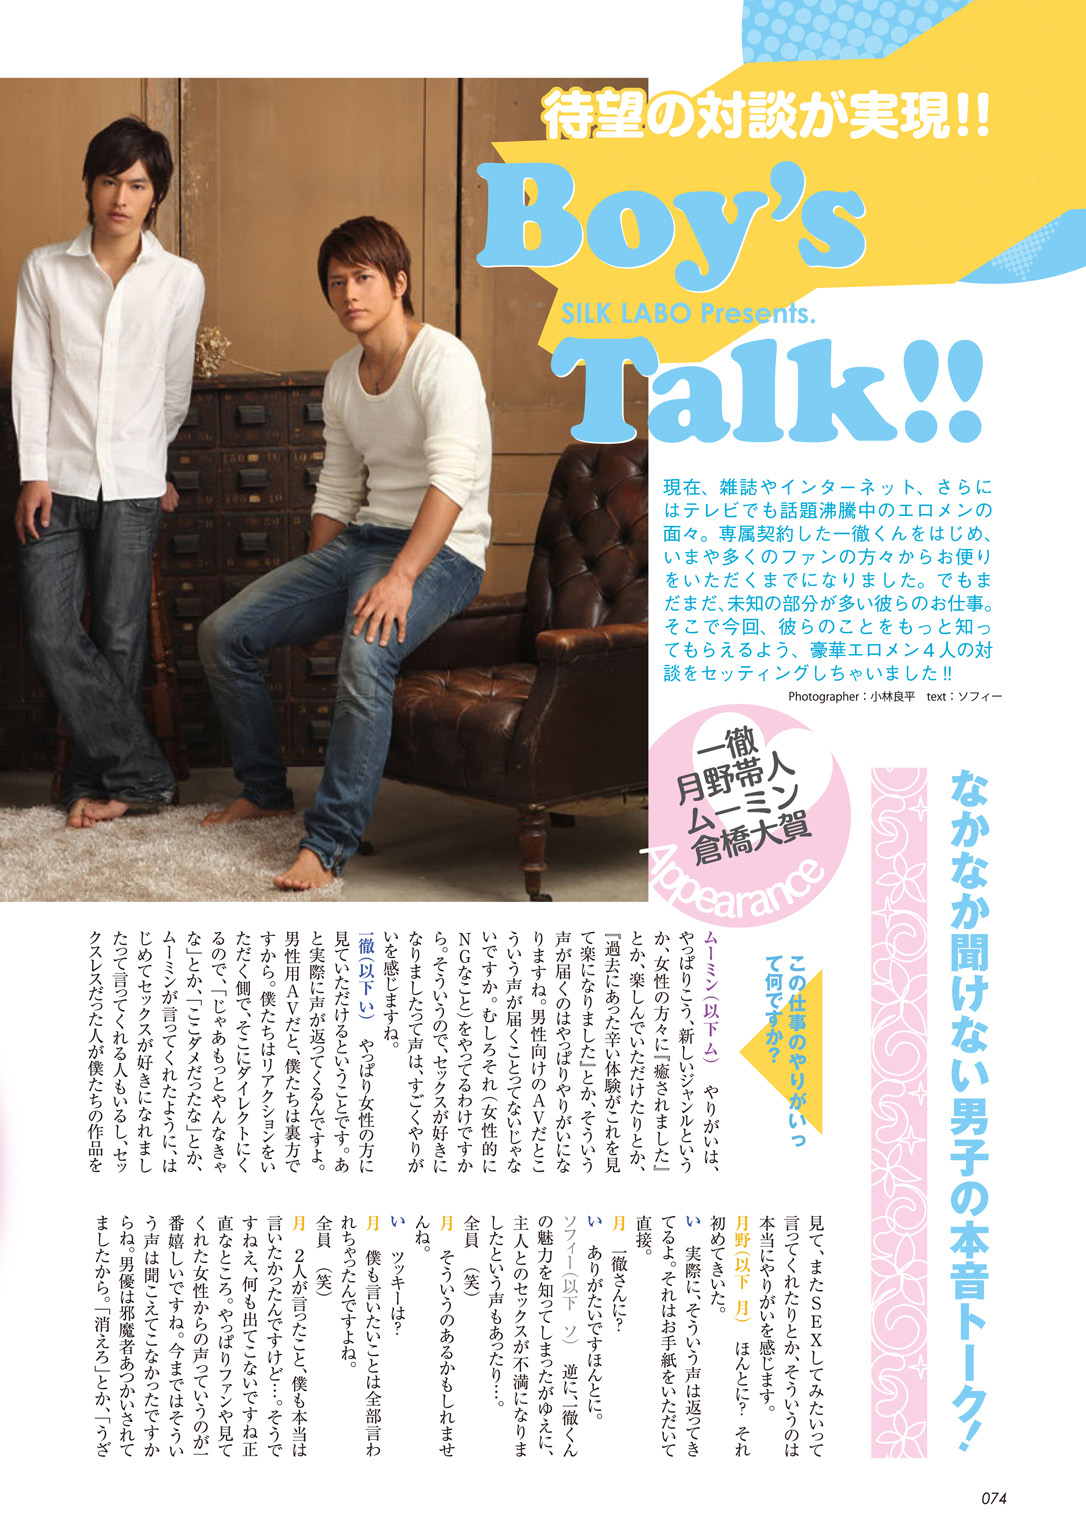 待望の対談が実現!!
Boy's
SILK LABO Presents.
Talk!!
現在、雑誌やインターネット、さらに
はテレビでも話題沸騰中のエロメンの
面々。専属契約した一徹くんをはじめ、
いまや多くのファンの方々からお便り
をいただくまでになりました。でもま
だまだ、未知の部分が多い彼らのお仕事。
そこで今回、彼らのことをもっと知っ
てもらえるよう、豪華エロメン４人の対
談をセッティングしちゃいました!!
Photographer：小林良平　text：ソフィー
一徹
月野帯人
ムーミン
倉橋大賀
Appearance
なかなか聞けない男子の本音トーク！
この仕事のやりがいっ
て何ですか？
ムーミン（以下 ム）　やりがいは、
やっぱりこう、新しいジャンルという
か、女性の方々に『癒されました』
とか、楽しんでいただけたりとか、
『過去にあった辛い体験がこれを見
て楽になりました』とか、そういう
声が届くのはやっぱりやりがいにな
りますね。男性向けのＡＶだとこ
ういう声が届くことってないじゃな
いですか。むしろそれ（女性的に
ＮＧなこと）をやってるわけですか
ら。そういうので、セックスが好きに
なりましたって声は、すごくやりが
いを感じますね。
一徹（以下 い）　やっぱり女性の方に
見ていただけるということです。あ
と実際に声が返ってくるんですよ。
男性用ＡＶだと、僕たちは裏方で
すから。僕たちはリアクションをい
ただく側で、そこにダイレクトにく
るので、「じゃあもっとやんなきゃ
な」とか、「ここダメだったな」とか、
ムーミンが言ってくれたように、は
じめてセックスが好きになれまし
たって言ってくれる人もいるし、セッ
クスレスだった人が僕たちの作品を
見て、またＳＥＸしてみたいって
言ってくれたりとか、そういうのは
本当にやりがいを感じます。
月野（以下 月）　ほんとに？ それ
初めてきいた。
い　実際に、そういう声は返ってき
てるよ。それはお手紙をいただいて
直接。
月　一徹さんに？
い　ありがたいですほんとに。
ソフィー（以下 ソ）　逆に、一徹くん
の魅力を知ってしまったがゆえに、
主人とのセックスが不満になりま
したという声もあったり…。
全員　（笑）
月　そういうのあるかもしれませ
んね。
い　ツッキーは？
月　僕も言いたいことは全部言わ
れちゃったんですよね。
全員　（笑）
月　２人が言ったこと、僕も本当は
言いたかったんですけど…。そうで
すねえ、何も出てこないですね正
直なところ。やっぱりファンや見て
くれた女性からの声っていうのが一
番嬉しいですね。今まではそうい
う声は聞こえてこなかったですか
らね。男優は邪魔者あつかいされて
ましたから。「消えろ」とか、「うざ
074